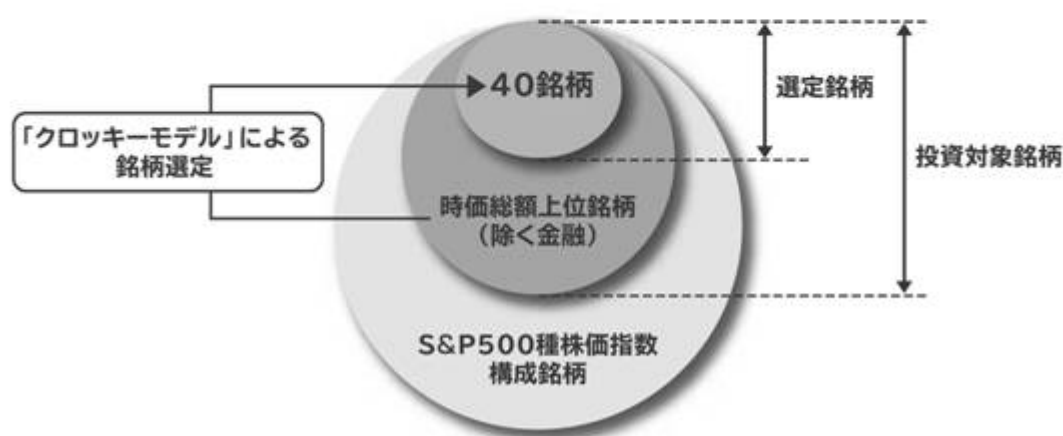 40銘柄
選定銘柄
「クロッキーモデル」による
銘柄選定
投資対象銘柄
時価総額上位銘柄
(除く金融)
S&P500種株価指数
構成銘柄